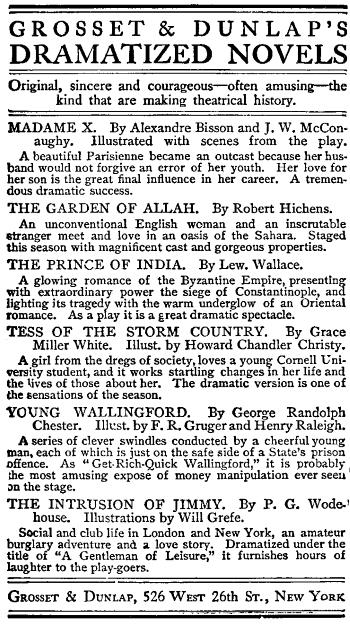 GROSSET & DUNLAP'S
DRAMATIZED NOVELS
Original, sincere and courageous—often amusing—the
kind that are making theatrical history.
MADAME X. By Alexandre Bisson and J. W. McCon-
aughy. Illustrated with scenes from the play.
A beautiful Parisienne became an outcast because her hus-
band would not forgive an error of her youth. Her love for
her son is the great final influence in her career. A tremen-
dous dramatic success.
THE GARDEN OF ALLAH. By Robert Hichens.
An unconventional English woman and an inscrutable
stranger meet and love in an oasis of the Sahara. Staged
this season with magnificent cast and gorgeous properties.
THE PRINCE OF INDIA. By Lew. Wallace.
A glowing romance of the Byzantine Empire, presenting
with extraordinary power the siege of Constantinople, and
lighting its tragedy with the warm underglow of an Oriental
romance. As a play it is a great dramatic spectacle.
TESS OF THE STORM COUNTRY. By Grace
Miller White. Illust. by Howard Chandler Christy.
A girl from the dregs of society, loves a young Cornell Uni-
versity student, and it works startling changes in her life and
the lives of those about her. The dramatic version is one of
the sensations of the season.
YOUNG WALLINGFORD. By George Randolph
Chester. Illust. by F. R. Gruger and Henry Raleigh.
A series of clever swindles conducted by a cheerful young
man, each of which is just on the safe side of a State's prison
offence. As "Get-Rich-Quick Wallingford," it is probably
the most amusing expose of money manipulation ever seen
on the stage.
THE INTRUSION OF JIMMY. By P. G. Wode-
house. Illustrations by Will Grefe.
Social and club life in London and New York, an amateur
burglary adventure and a love story. Dramatized under the
title of "A Gentleman of Leisure," it furnishes hours of
laughter to the play-goers.
GROSSET & DUNLAP, 526 WEST 26th ST., NEW YORK